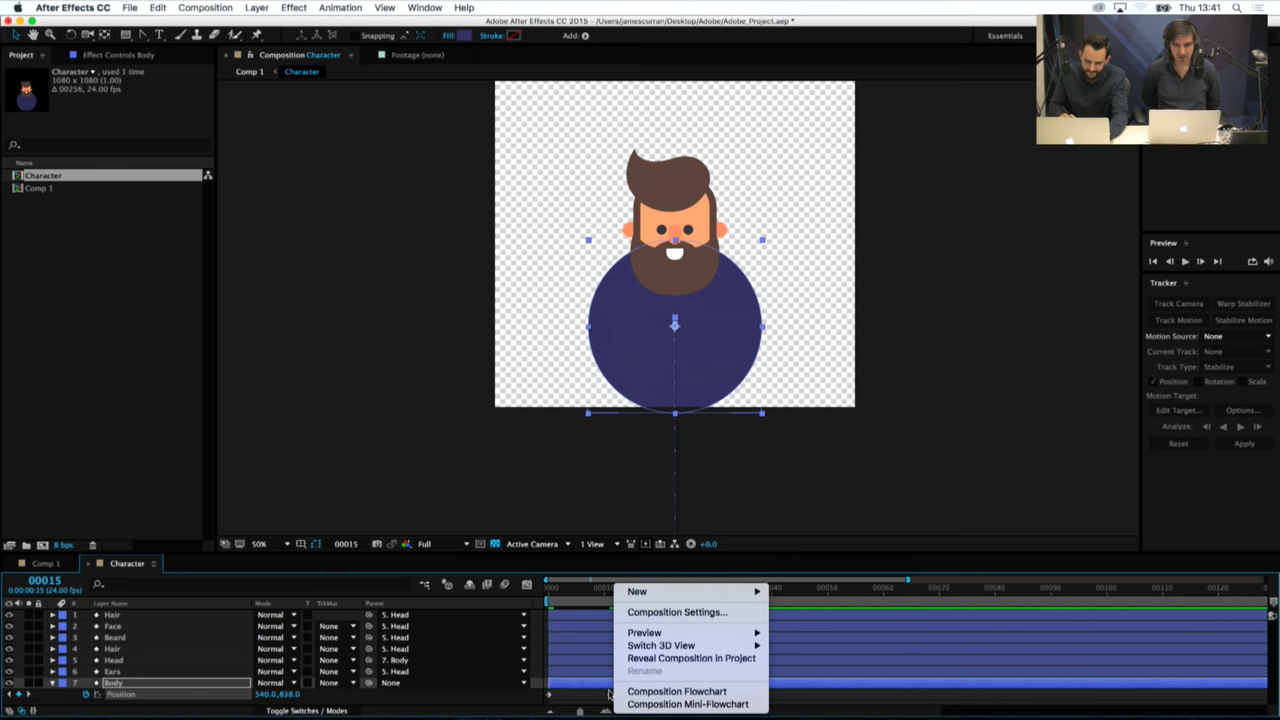 After Effects CC File Edit Composition Layer Effect Animation View Window Help Thu 13:41
Adobe After Effects CC 2015 - /Users/jamescurran/Desktop/Adobe/Adobe_Project.aep *
Snapping Fill: Stroke: Add: Essentials
Project Effect Controls Body Composition Character Footage (none)
Character ▾, used 1 time
1080 x 1080 (1.00)
Δ 00256, 24.00 fps
Comp 1 Character
Name
Character
Comp 1
Preview
Tracker
Track Camera Warp Stabilizer
Track Motion Stabilize Motion
Motion Source: None
Current Track: None
Track Type: Stabilize
Position Rotation Scale
Motion Target:
Edit Target... Options...
Analyze:
Reset Apply
8 bpc 50% 00015 Full Active Camera 1 View +0.0
Comp 1 Character
00015
0:00:00:15 (24.00 fps)
0000 00050 00060 00070 00080 00090 00100 00110 00120
Layer Name Mode T TrkMat Parent
1 Hair Normal 5. Head
2 Face Normal None 5. Head
3 Beard Normal None 5. Head
4 Hair Normal None 5. Head
5 Head Normal None 7. Body
6 Ears Normal None 5. Head
7 Body Normal None None
Position 540.0,838.0
Toggle Switches / Modes
New
Composition Settings...
Preview
Switch 3D View
Reveal Composition in Project
Rename
Composition Flowchart
Composition Mini-Flowchart